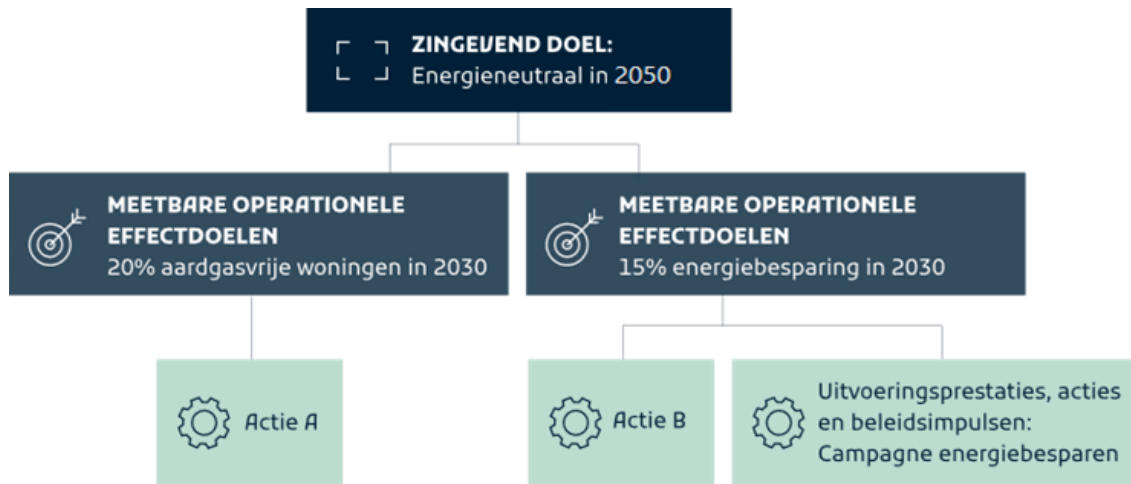 ZINGEVEND DOEL:
Energieneutraal in 2050
MEETBARE OPERATIONELE
EFFECTDOELEN
20% aardgasvrije woningen in 2030
MEETBARE OPERATIONELE
EFFECTDOELEN
15% energiebesparing in 2030
Actie A
Actie B
Uitvoeringsprestaties, acties
en beleidsimpulsen:
Campagne energiebesparen